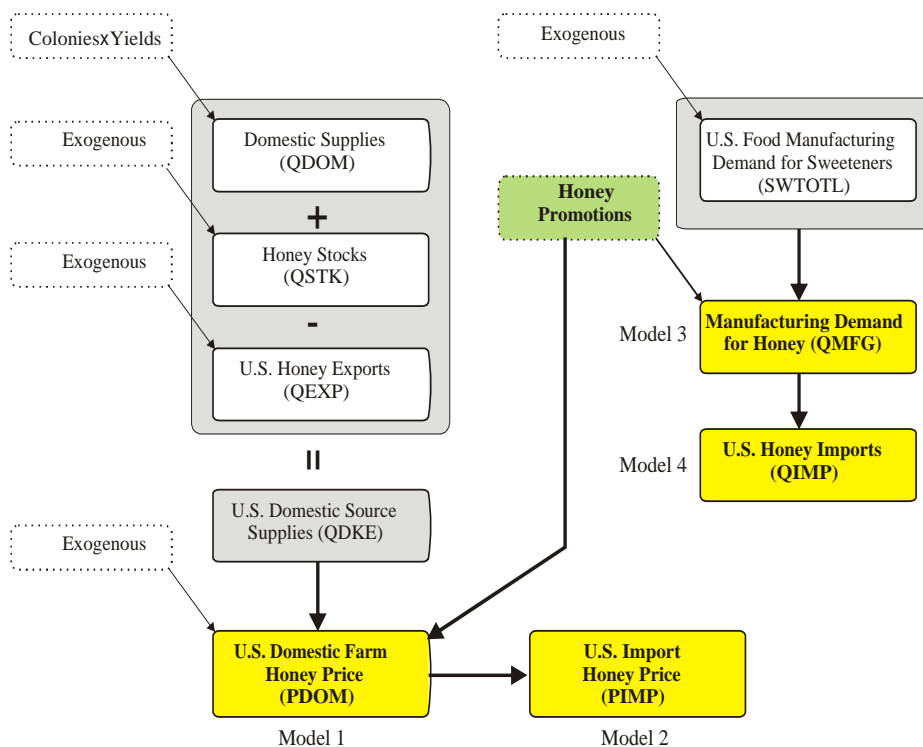 ColoniesxYields
Exogenous
Exogenous
Domestic Supplies
(QDOM)
+
Honey Stocks
(QSTK)
-
U.S. Honey Exports
(QEXP)
=
U.S. Domestic Source
Supplies (QDKE)
Exogenous
U.S. Domestic Farm
Honey Price
(PDOM)
Model 1
U.S. Import
Honey Price
(PIMP)
Model 2
Honey
Promotions
Exogenous
U.S. Food Manufacturing
Demand for Sweeteners
(SWTOTL)
Model 3
Manufacturing Demand
for Honey (QMFG)
Model 4
U.S. Honey Imports
(QIMP)